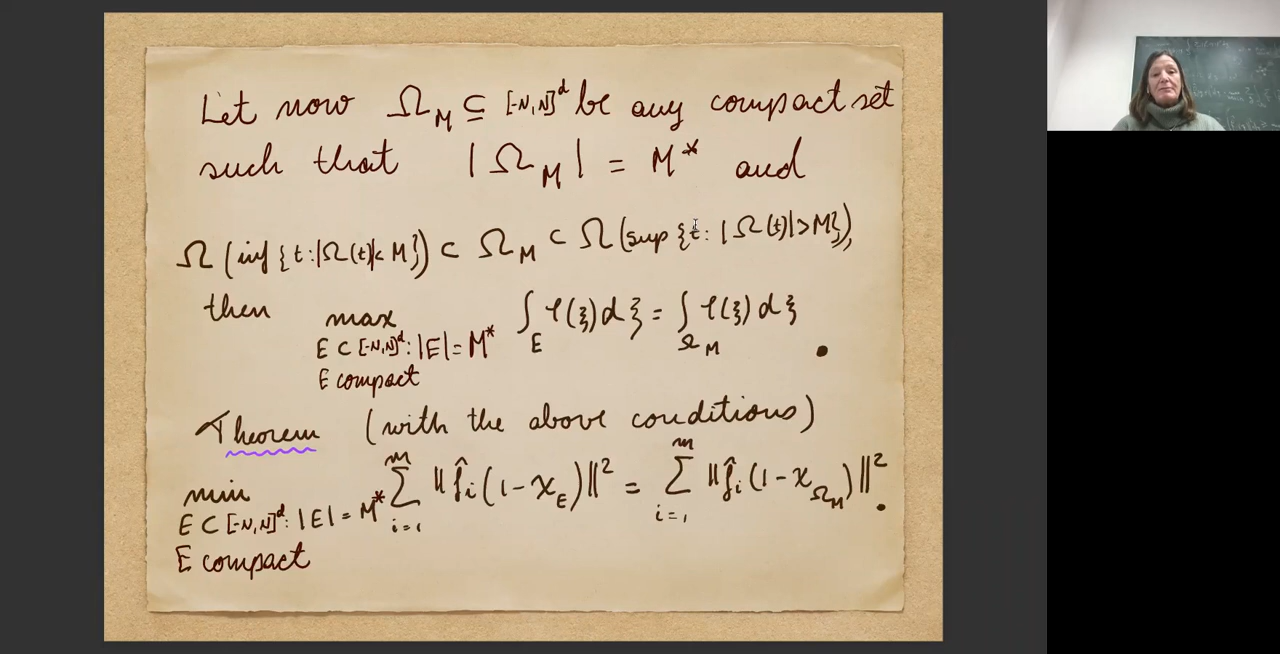 Let now Ω_M ⊆ [-N,N]^d be any compact set
such that |Ω_M| = M* and
Ω(inf{t:|Ω(t)|<M}) ⊂ Ω_M ⊂ Ω(sup{t:|Ω(t)|>M}),
then max ∫_E φ(ξ)dξ = ∫_{Ω_M} φ(ξ)dξ
E⊂[-N,N]^d:|E|=M*
E compact
Theorem (with the above conditions)
min Σ_{i=1}^m ‖f̂_i(1-χ_E)‖² = Σ_{i=1}^m ‖f̂_i(1-χ_{Ω_M})‖².
E⊂[-N,N]^d:|E|=M*
E compact